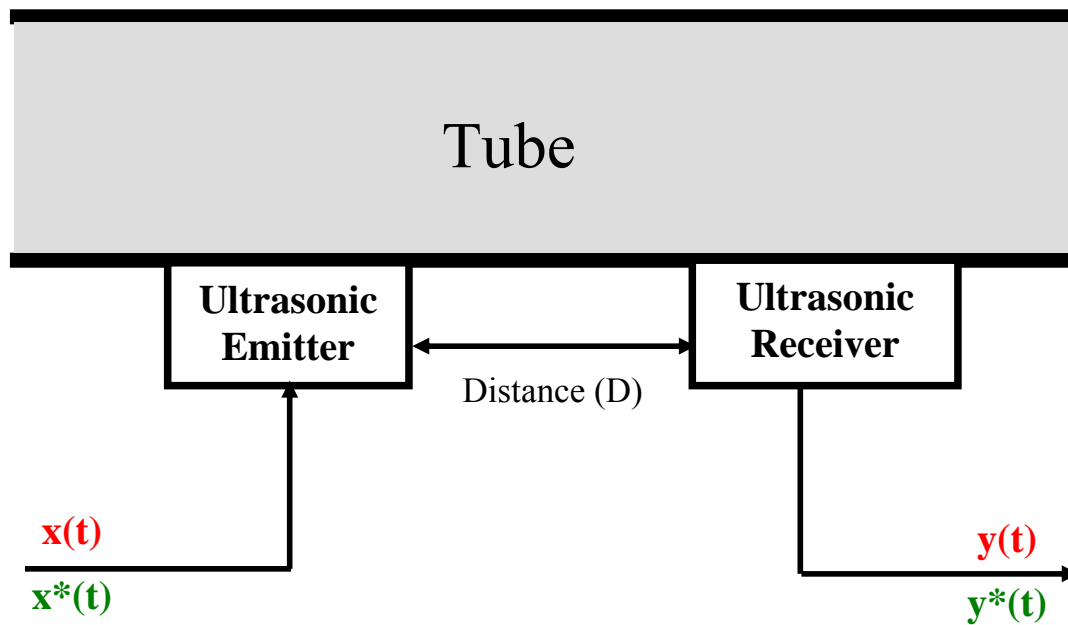 Tube
Ultrasonic
Emitter
Ultrasonic
Receiver
Distance (D)
x(t)
x*(t)
y(t)
y*(t)